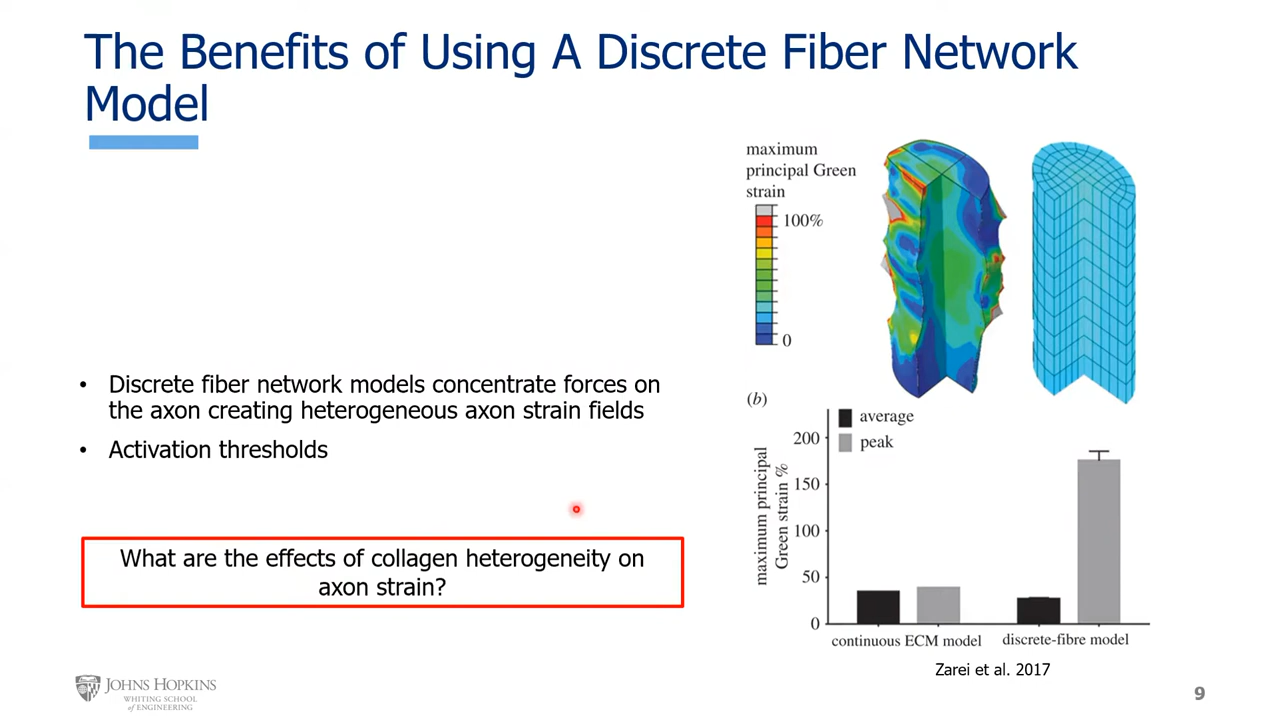 The Benefits of Using A Discrete Fiber Network
Model
maximum
principal Green
strain
100%
0
• Discrete fiber network models concentrate forces on
the axon creating heterogeneous axon strain fields
• Activation thresholds
What are the effects of collagen heterogeneity on
axon strain?
(b)
average
peak
maximum principal
Green strain %
200
150
100
50
0
continuous ECM model
discrete-fibre model
Zarei et al. 2017
JOHNS HOPKINS
WHITING SCHOOL
of ENGINEERING
9